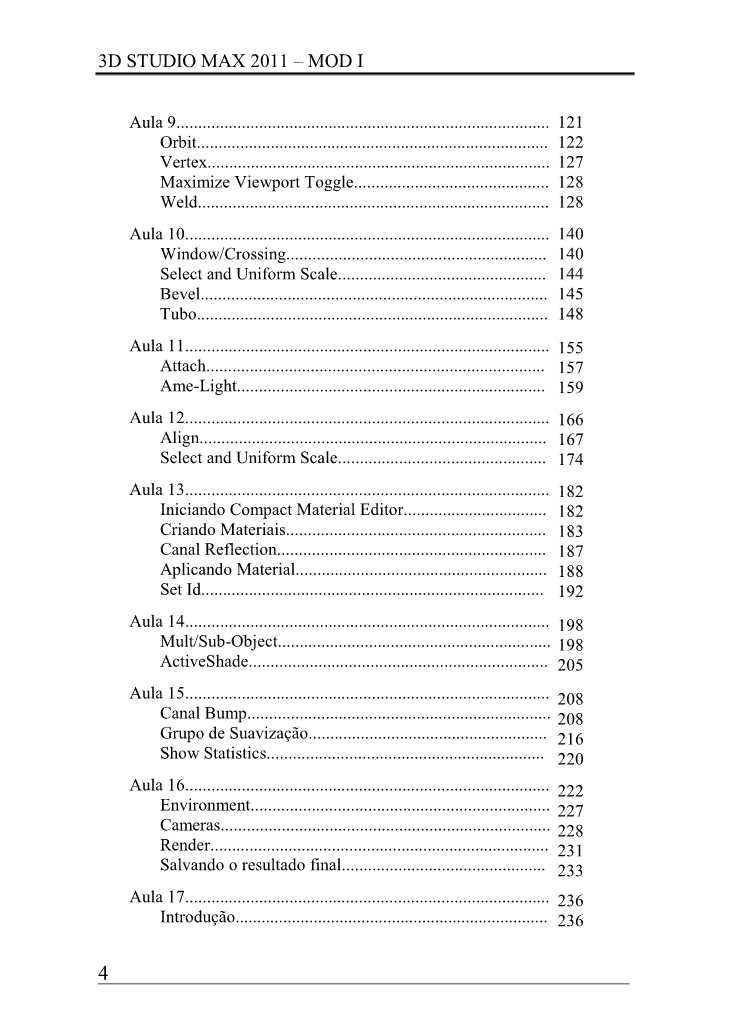 3D STUDIO MAX 2011 – MOD I
Aula 9...................................................................................... 121
Orbit................................................................................. 122
Vertex............................................................................... 127
Maximize Viewport Toggle............................................. 128
Weld................................................................................. 128
Aula 10.................................................................................... 140
Window/Crossing............................................................ 140
Select and Uniform Scale................................................ 144
Bevel................................................................................ 145
Tubo................................................................................. 148
Aula 11.................................................................................... 155
Attach.............................................................................. 157
Ame-Light....................................................................... 159
Aula 12.................................................................................... 166
Align................................................................................ 167
Select and Uniform Scale................................................ 174
Aula 13.................................................................................... 182
Iniciando Compact Material Editor................................. 182
Criando Materiais............................................................ 183
Canal Reflection.............................................................. 187
Aplicando Material.......................................................... 188
Set Id............................................................................... 192
Aula 14.................................................................................... 198
Mult/Sub-Object............................................................... 198
ActiveShade..................................................................... 205
Aula 15.................................................................................... 208
Canal Bump...................................................................... 208
Grupo de Suavização....................................................... 216
Show Statistics................................................................ 220
Aula 16.................................................................................... 222
Environment..................................................................... 227
Cameras............................................................................ 228
Render.............................................................................. 231
Salvando o resultado final............................................... 233
Aula 17.................................................................................... 236
Introdução........................................................................ 236
4